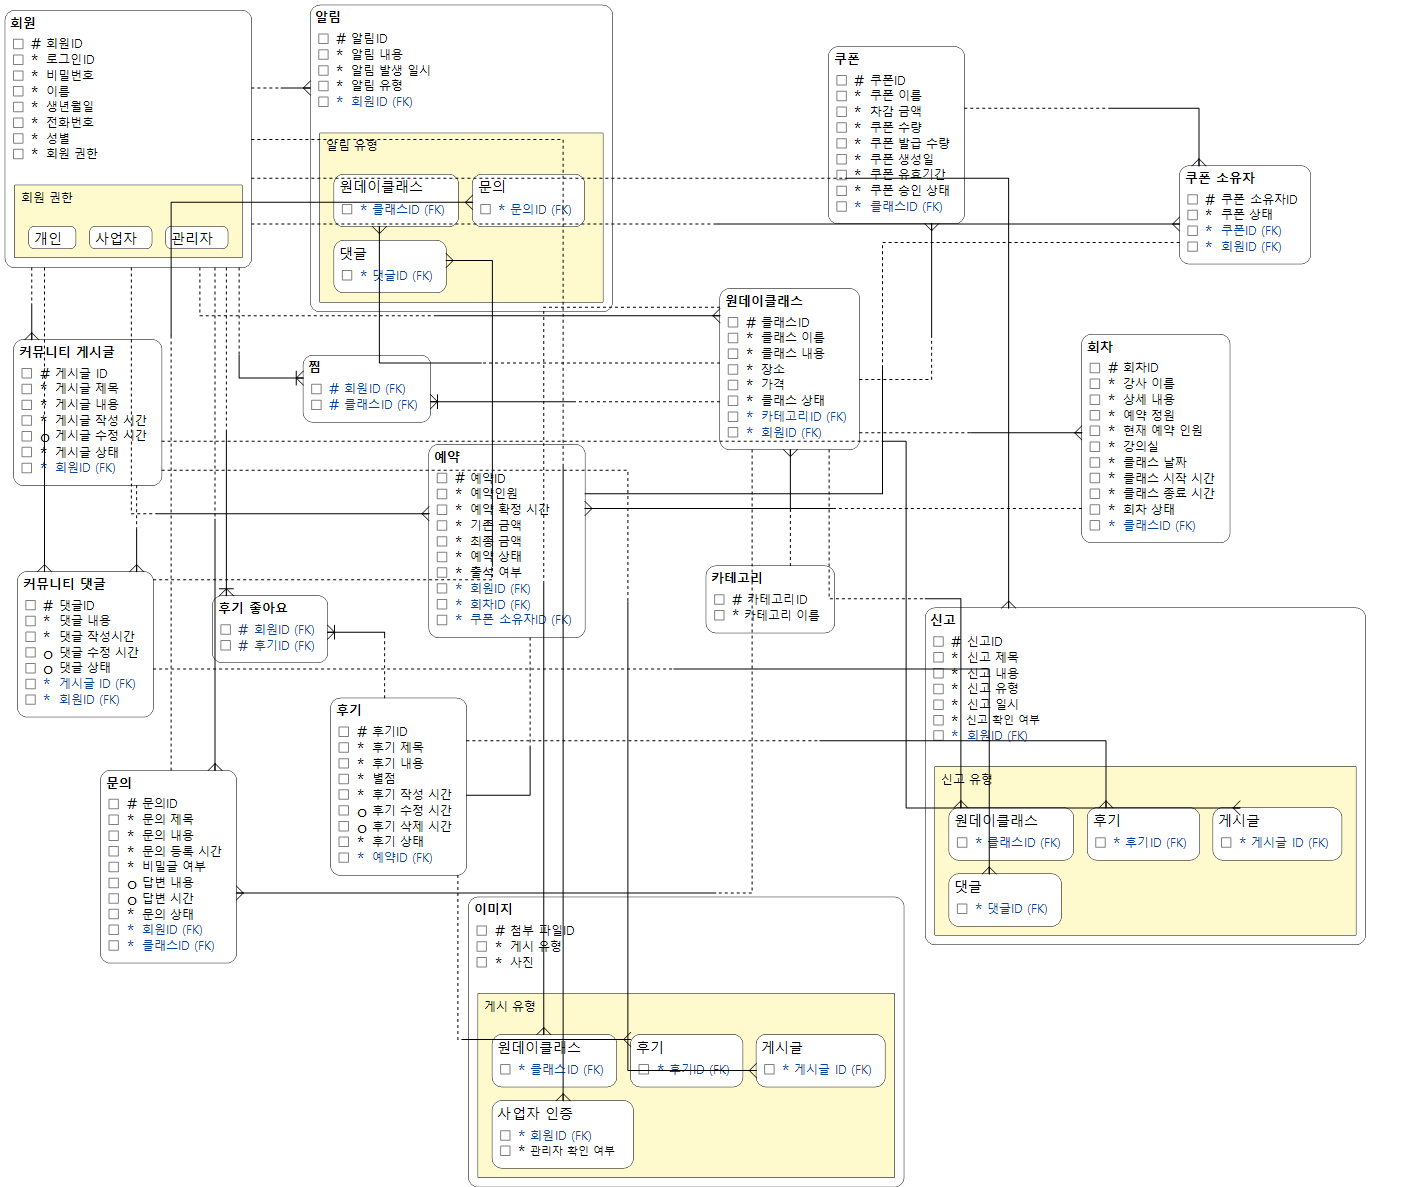 회원
# 회원ID
* 로그인ID
* 비밀번호
* 이름
* 생년월일
* 전화번호
* 성별
* 회원 권한
회원 권한
개인
사업자
관리자
알림
# 알림ID
* 알림 내용
* 알림 발생 일시
* 알림 유형
* 회원ID (FK)
알림 유형
원데이클래스
* 클래스ID (FK)
문의
* 문의ID (FK)
댓글
* 댓글ID (FK)
쿠폰
# 쿠폰ID
* 쿠폰 이름
* 차감 금액
* 쿠폰 수량
* 쿠폰 발급 수량
* 쿠폰 생성일
* 쿠폰 유효기간
* 쿠폰 승인 상태
* 클래스ID (FK)
쿠폰 소유자
# 쿠폰 소유자ID
* 쿠폰 상태
* 쿠폰ID (FK)
* 회원ID (FK)
커뮤니티 게시글
# 게시글 ID
* 게시글 제목
* 게시글 내용
* 게시글 작성 시간
o 게시글 수정 시간
* 게시글 상태
* 회원ID (FK)
찜
# 회원ID (FK)
# 클래스ID (FK)
원데이클래스
# 클래스ID
* 클래스 이름
* 클래스 내용
* 장소
* 가격
* 클래스 상태
* 카테고리ID (FK)
* 회원ID (FK)
회차
# 회차ID
* 강사 이름
* 상세 내용
* 예약 정원
* 현재 예약 인원
* 강의실
* 클래스 날짜
* 클래스 시작 시간
* 클래스 종료 시간
* 회차 상태
* 클래스ID (FK)
예약
# 예약ID
* 예약인원
* 예약 확정 시간
* 기존 금액
* 최종 금액
* 예약 상태
* 출석 여부
* 회원ID (FK)
* 회차ID (FK)
* 쿠폰 소유자ID (FK)
커뮤니티 댓글
# 댓글ID
* 댓글 내용
* 댓글 작성시간
o 댓글 수정 시간
o 댓글 상태
* 게시글 ID (FK)
* 회원ID (FK)
후기 좋아요
# 회원ID (FK)
# 후기ID (FK)
카테고리
# 카테고리ID
* 카테고리 이름
후기
# 후기ID
* 후기 제목
* 후기 내용
* 별점
* 후기 작성 시간
o 후기 수정 시간
o 후기 삭제 시간
* 후기 상태
* 예약ID (FK)
신고
# 신고ID
* 신고 제목
* 신고 내용
* 신고 유형
* 신고 일시
* 신고 확인 여부
* 회원ID (FK)
신고 유형
원데이클래스
* 클래스ID (FK)
후기
* 후기ID (FK)
게시글
* 게시글 ID (FK)
댓글
* 댓글ID (FK)
문의
# 문의ID
* 문의 제목
* 문의 내용
* 문의 등록 시간
* 비밀글 여부
o 답변 내용
o 답변 시간
* 문의 상태
* 회원ID (FK)
* 클래스ID (FK)
이미지
# 첨부 파일ID
* 게시 유형
* 사진
게시 유형
원데이클래스
* 클래스ID (FK)
후기
* 후기ID (FK)
게시글
* 게시글 ID (FK)
사업자 인증
* 회원ID (FK)
* 관리자 확인 여부